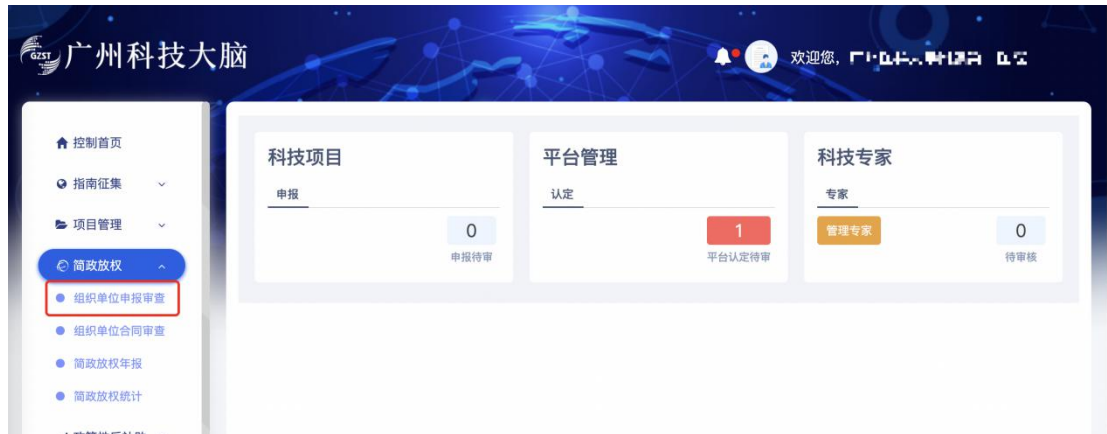 GZST 广州科技大脑
欢迎您,
控制首页
指南征集
项目管理
简政放权
组织单位申报审查
组织单位合同审查
简政放权年报
简政放权统计
科技项目
申报
0
申报待审
平台管理
认定
1
平台认定待审
科技专家
专家
管理专家
0
待审核